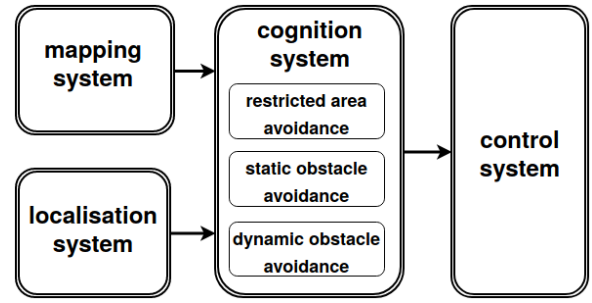 mapping
system
localisation
system
cognition
system
restricted area
avoidance
static obstacle
avoidance
dynamic obstacle
avoidance
control
system